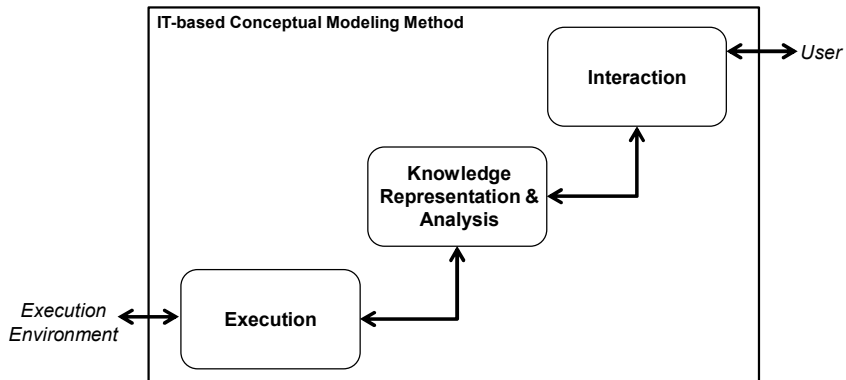 IT-based Conceptual Modeling Method
User
Interaction
Knowledge
Representation &
Analysis
Execution
Environment
Execution